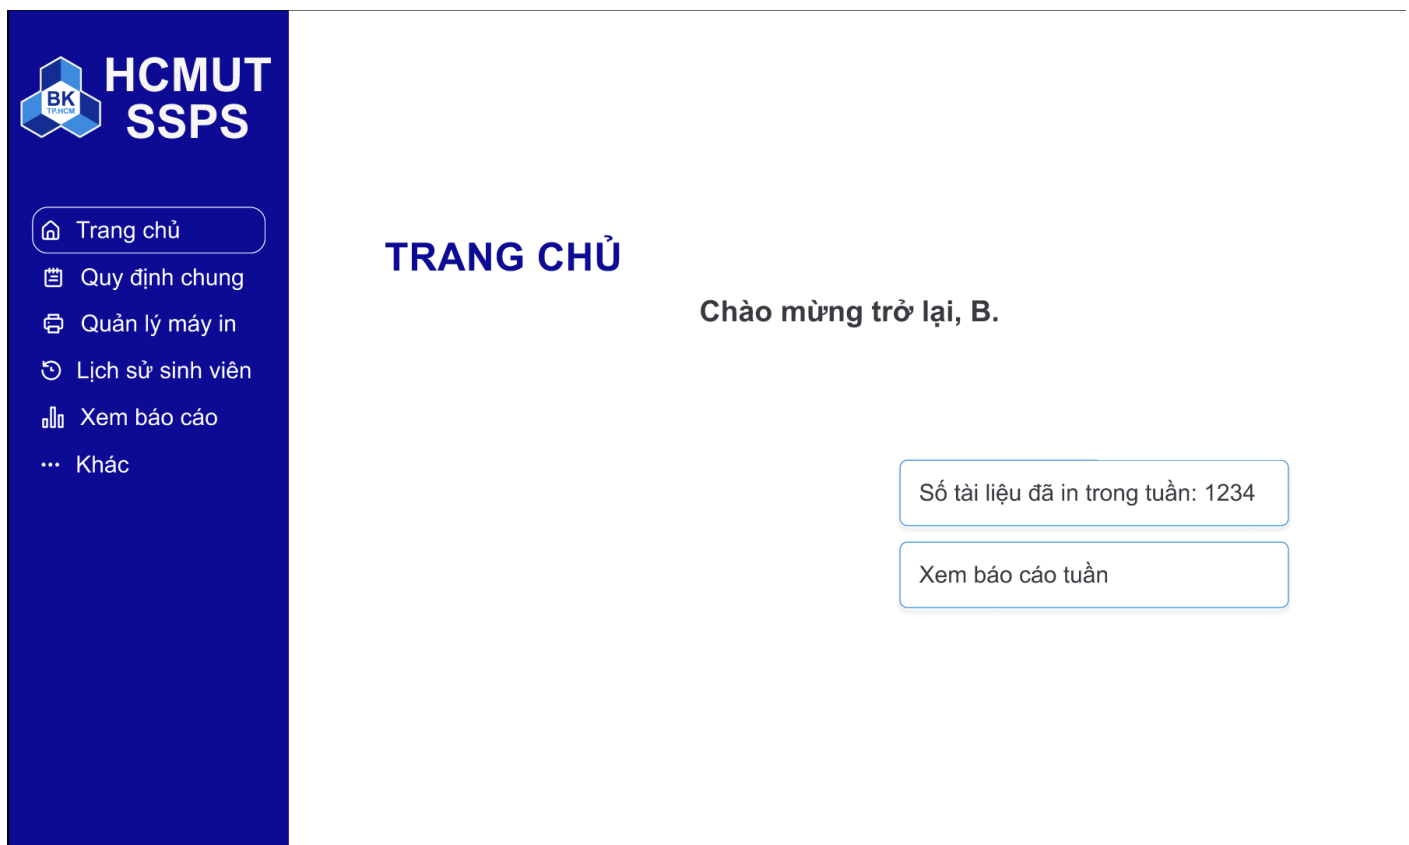 HCMUT
SSPS
BK
TP.HCM
Trang chủ
Quy định chung
Quản lý máy in
Lịch sử sinh viên
Xem báo cáo
Khác
TRANG CHỦ
Chào mừng trở lại, B.
Số tài liệu đã in trong tuần: 1234
Xem báo cáo tuần